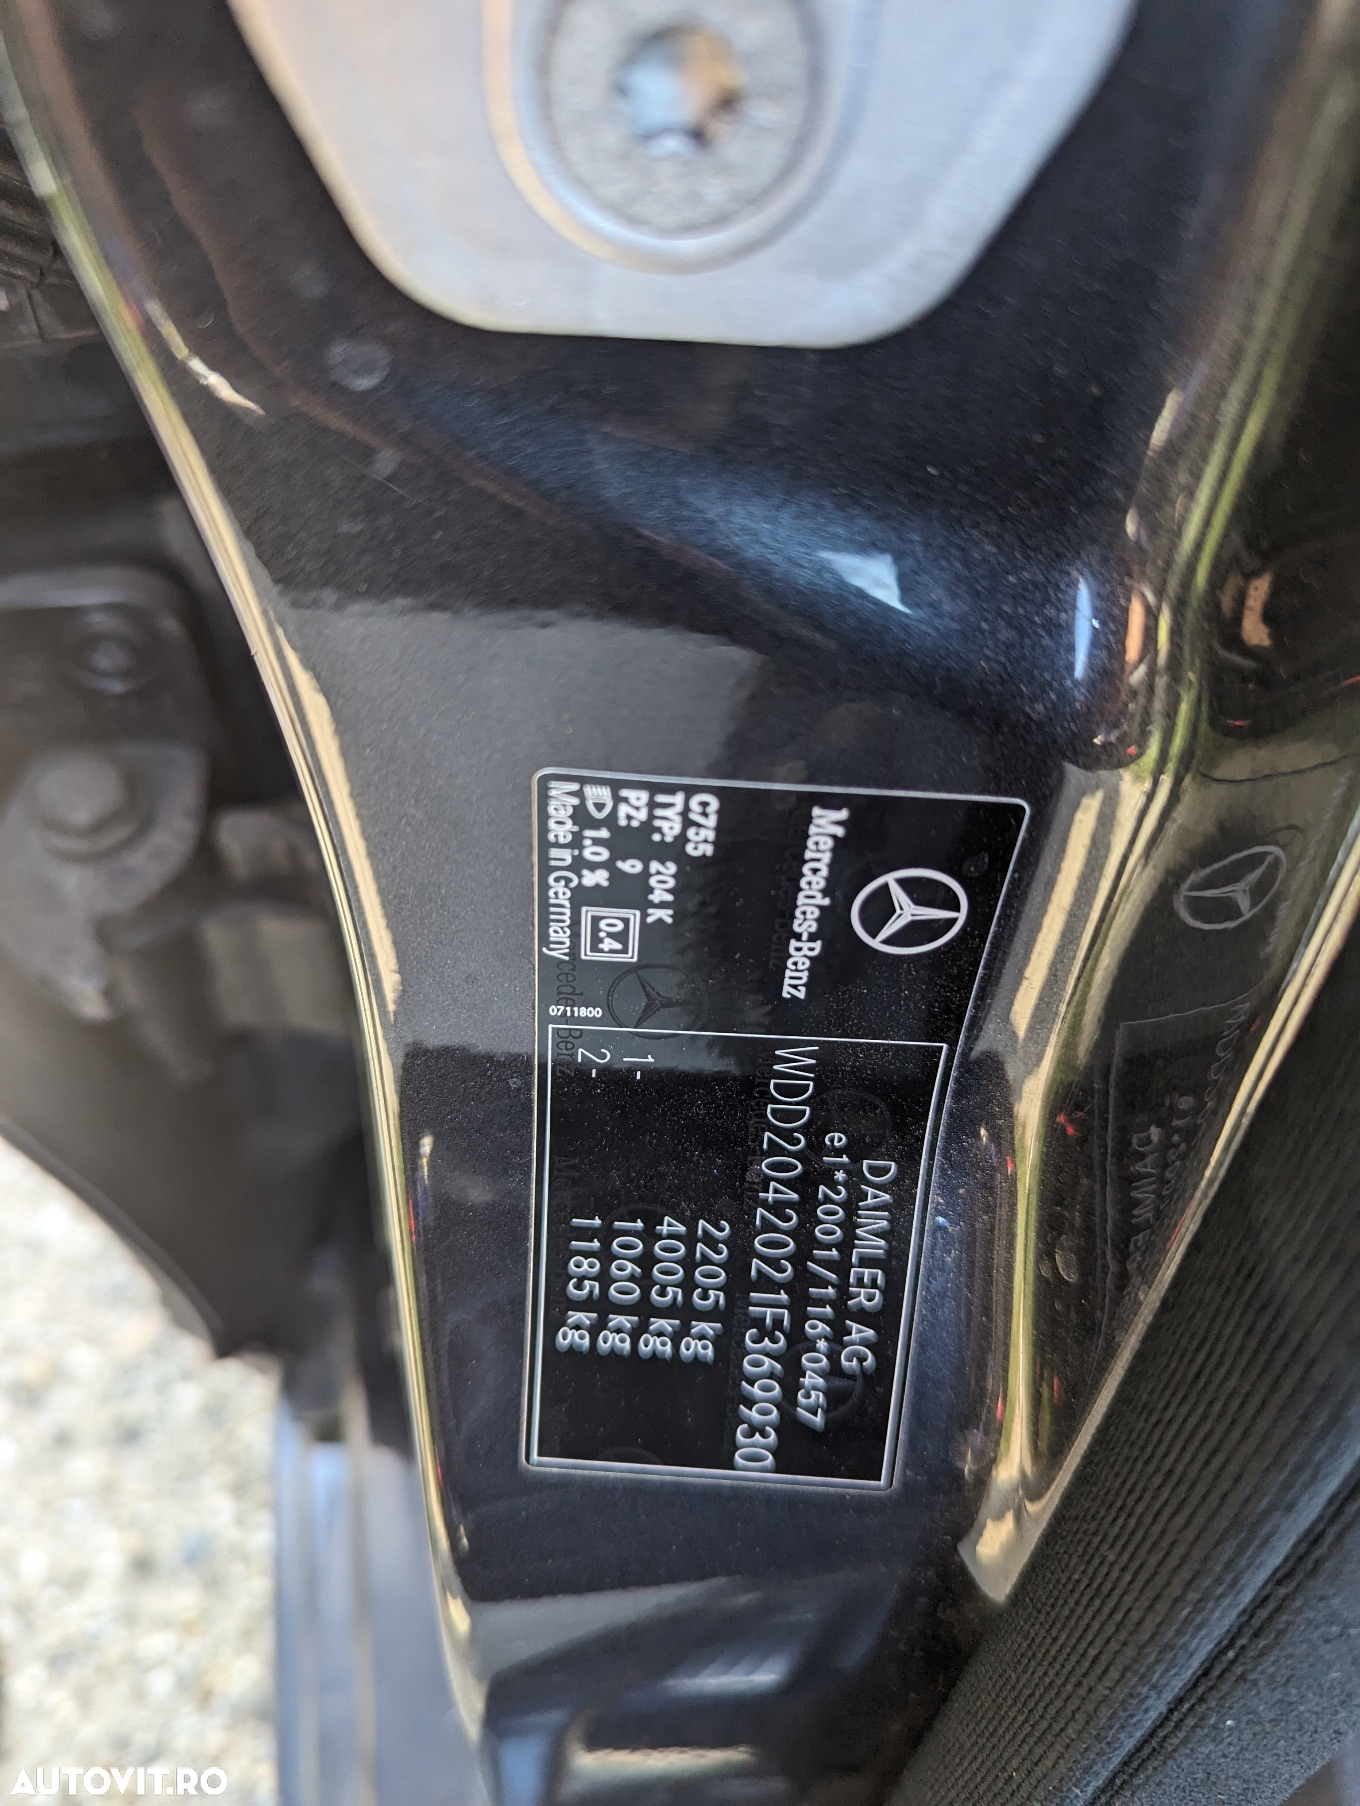 Mercedes-Benz
C755
TYP: 204 K
PZ: 9
1.0 % 0.4
Made in Germany
0711800
DAIMLER AG
e1*2001/116*0457
WDD2042021F369930
2205 kg
4005 kg
1- 1060 kg
2- 1185 kg
AUTOVIT.RO